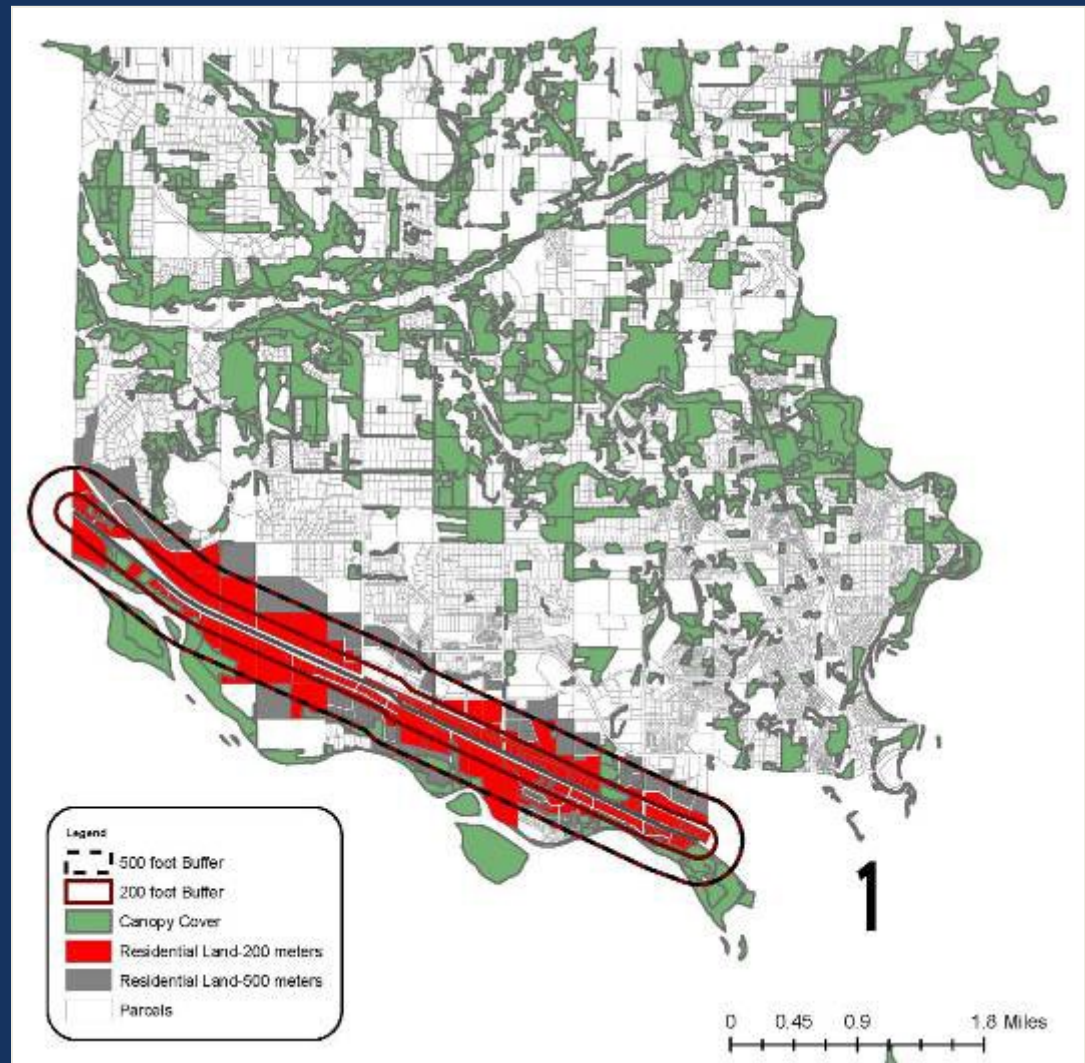 1
Legend
500 foot Buffer
200 foot Buffer
Canopy Cover
Residential Land-200 meters
Residential Land-500 meters
Parcels
0 0.45 0.9 1.8 Miles